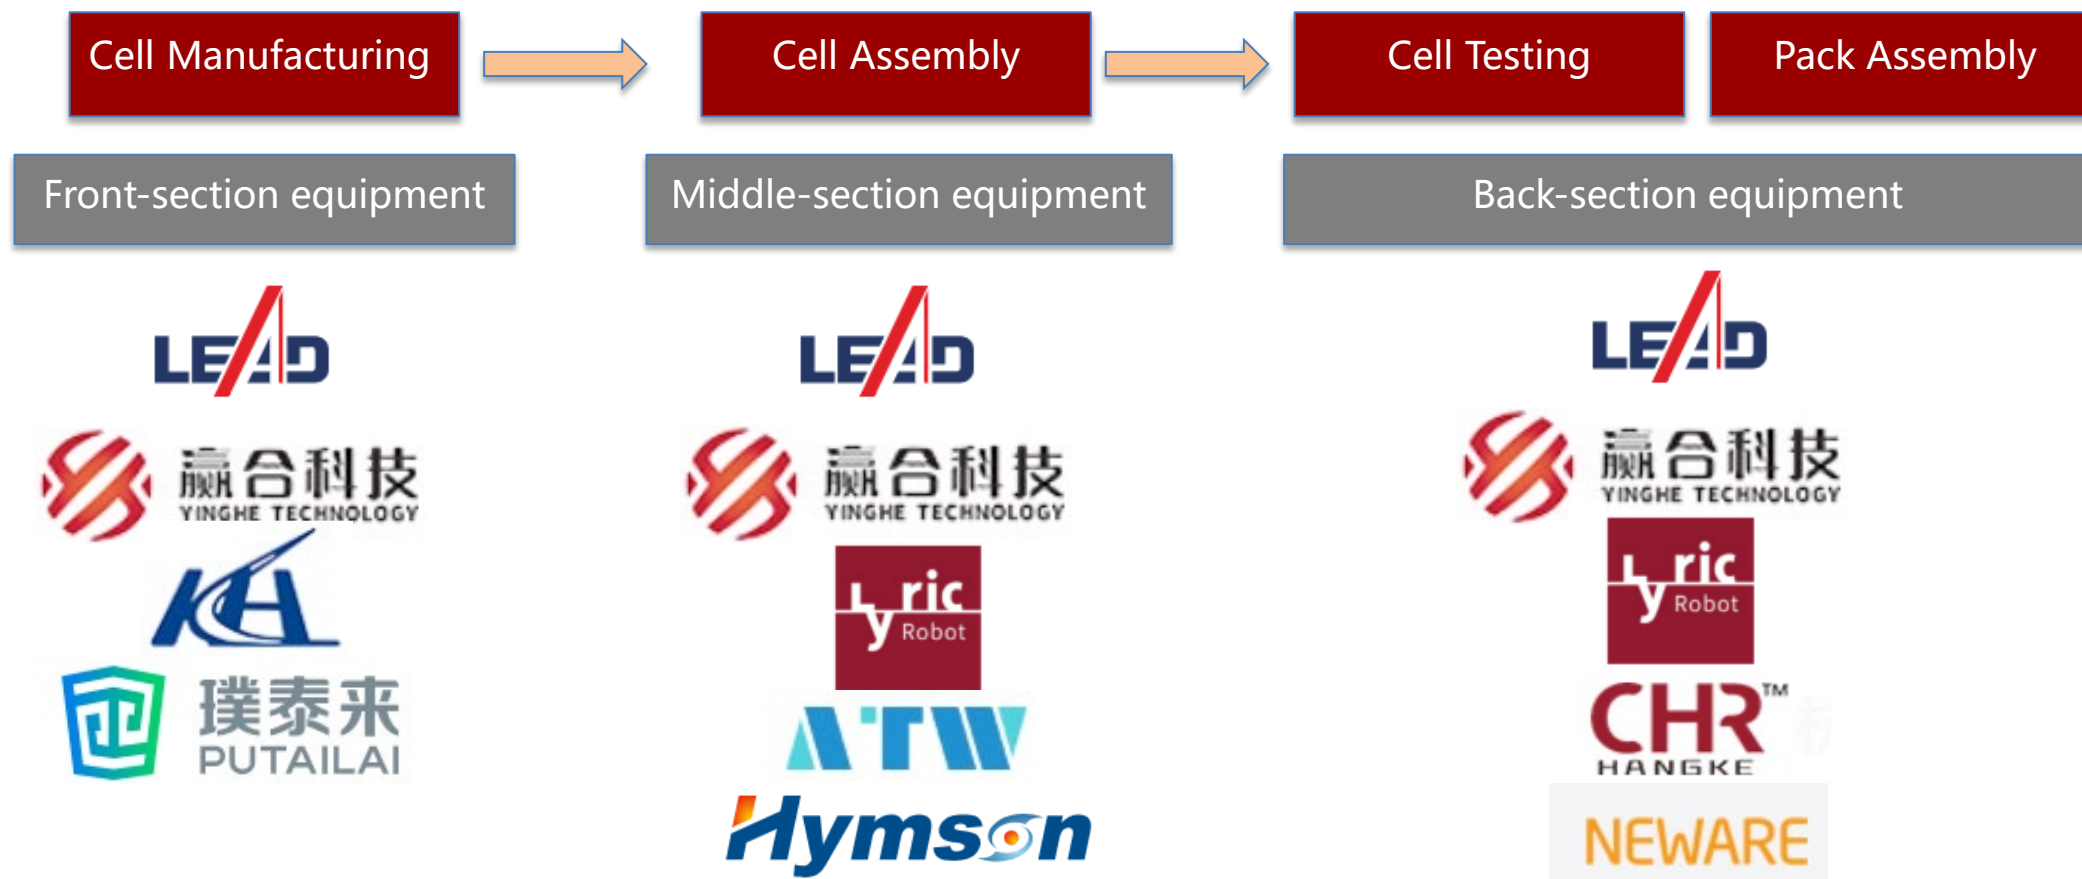 Cell Manufacturing
Cell Assembly
Cell Testing
Pack Assembly
Front-section equipment
Middle-section equipment
Back-section equipment
LEAD
赢合科技
YINGHE TECHNOLOGY
KH
璞泰来
PUTAILAI
LEAD
赢合科技
YINGHE TECHNOLOGY
Lyric
Robot
ATW
Hymson
LEAD
赢合科技
YINGHE TECHNOLOGY
Lyric
Robot
CHR™
HANGKE
NEWARE